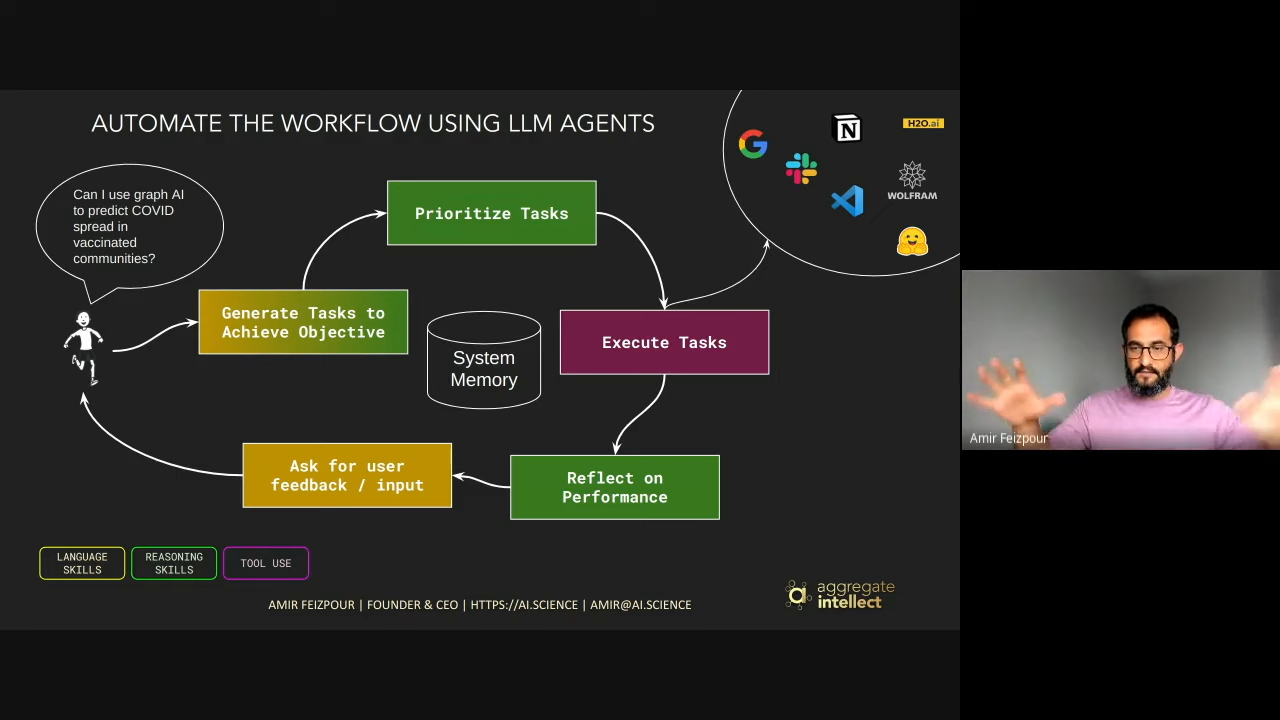 AUTOMATE THE WORKFLOW USING LLM AGENTS
H2O.ai
WOLFRAM
Can I use graph AI
to predict COVID
spread in
vaccinated
communities?
Prioritize Tasks
Generate Tasks to
Achieve Objective
System
Memory
Execute Tasks
Ask for user
feedback / input
Reflect on
Performance
LANGUAGE
SKILLS
REASONING
SKILLS
TOOL USE
AMIR FEIZPOUR | FOUNDER & CEO | HTTPS://AI.SCIENCE | AMIR@AI.SCIENCE
aggregate
intellect
Amir Feizpour